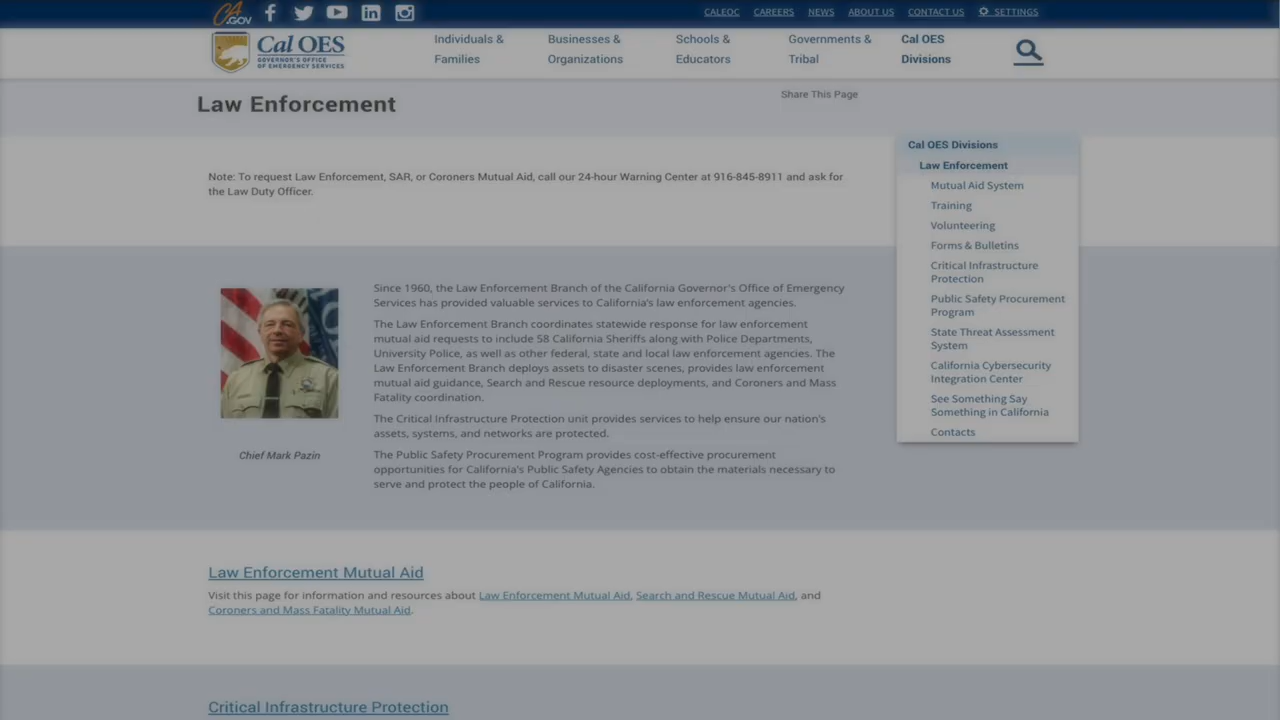 CA
.GOV
CALEOC CAREERS NEWS ABOUT US CONTACT US SETTINGS
Cal OES
GOVERNOR'S OFFICE
OF EMERGENCY SERVICES
Individuals &
Families
Businesses &
Organizations
Schools &
Educators
Governments &
Tribal
Cal OES
Divisions
Law Enforcement
Share This Page
Note: To request Law Enforcement, SAR, or Coroners Mutual Aid, call our 24-hour Warning Center at 916-845-8911 and ask for
the Law Duty Officer.
Cal OES Divisions
Law Enforcement
Mutual Aid System
Training
Volunteering
Forms & Bulletins
Critical Infrastructure
Protection
Public Safety Procurement
Program
State Threat Assessment
System
California Cybersecurity
Integration Center
See Something Say
Something in California
Contacts
Chief Mark Pazin
Since 1960, the Law Enforcement Branch of the California Governor's Office of Emergency
Services has provided valuable services to California's law enforcement agencies.
The Law Enforcement Branch coordinates statewide response for law enforcement
mutual aid requests to include 58 California Sheriffs along with Police Departments,
University Police, as well as other federal, state and local law enforcement agencies. The
Law Enforcement Branch deploys assets to disaster scenes, provides law enforcement
mutual aid guidance, Search and Rescue resource deployments, and Coroners and Mass
Fatality coordination.
The Critical Infrastructure Protection unit provides services to help ensure our nation's
assets, systems, and networks are protected.
The Public Safety Procurement Program provides cost-effective procurement
opportunities for California's Public Safety Agencies to obtain the materials necessary to
serve and protect the people of California.
Law Enforcement Mutual Aid
Visit this page for information and resources about Law Enforcement Mutual Aid, Search and Rescue Mutual Aid, and
Coroners and Mass Fatality Mutual Aid.
Critical Infrastructure Protection